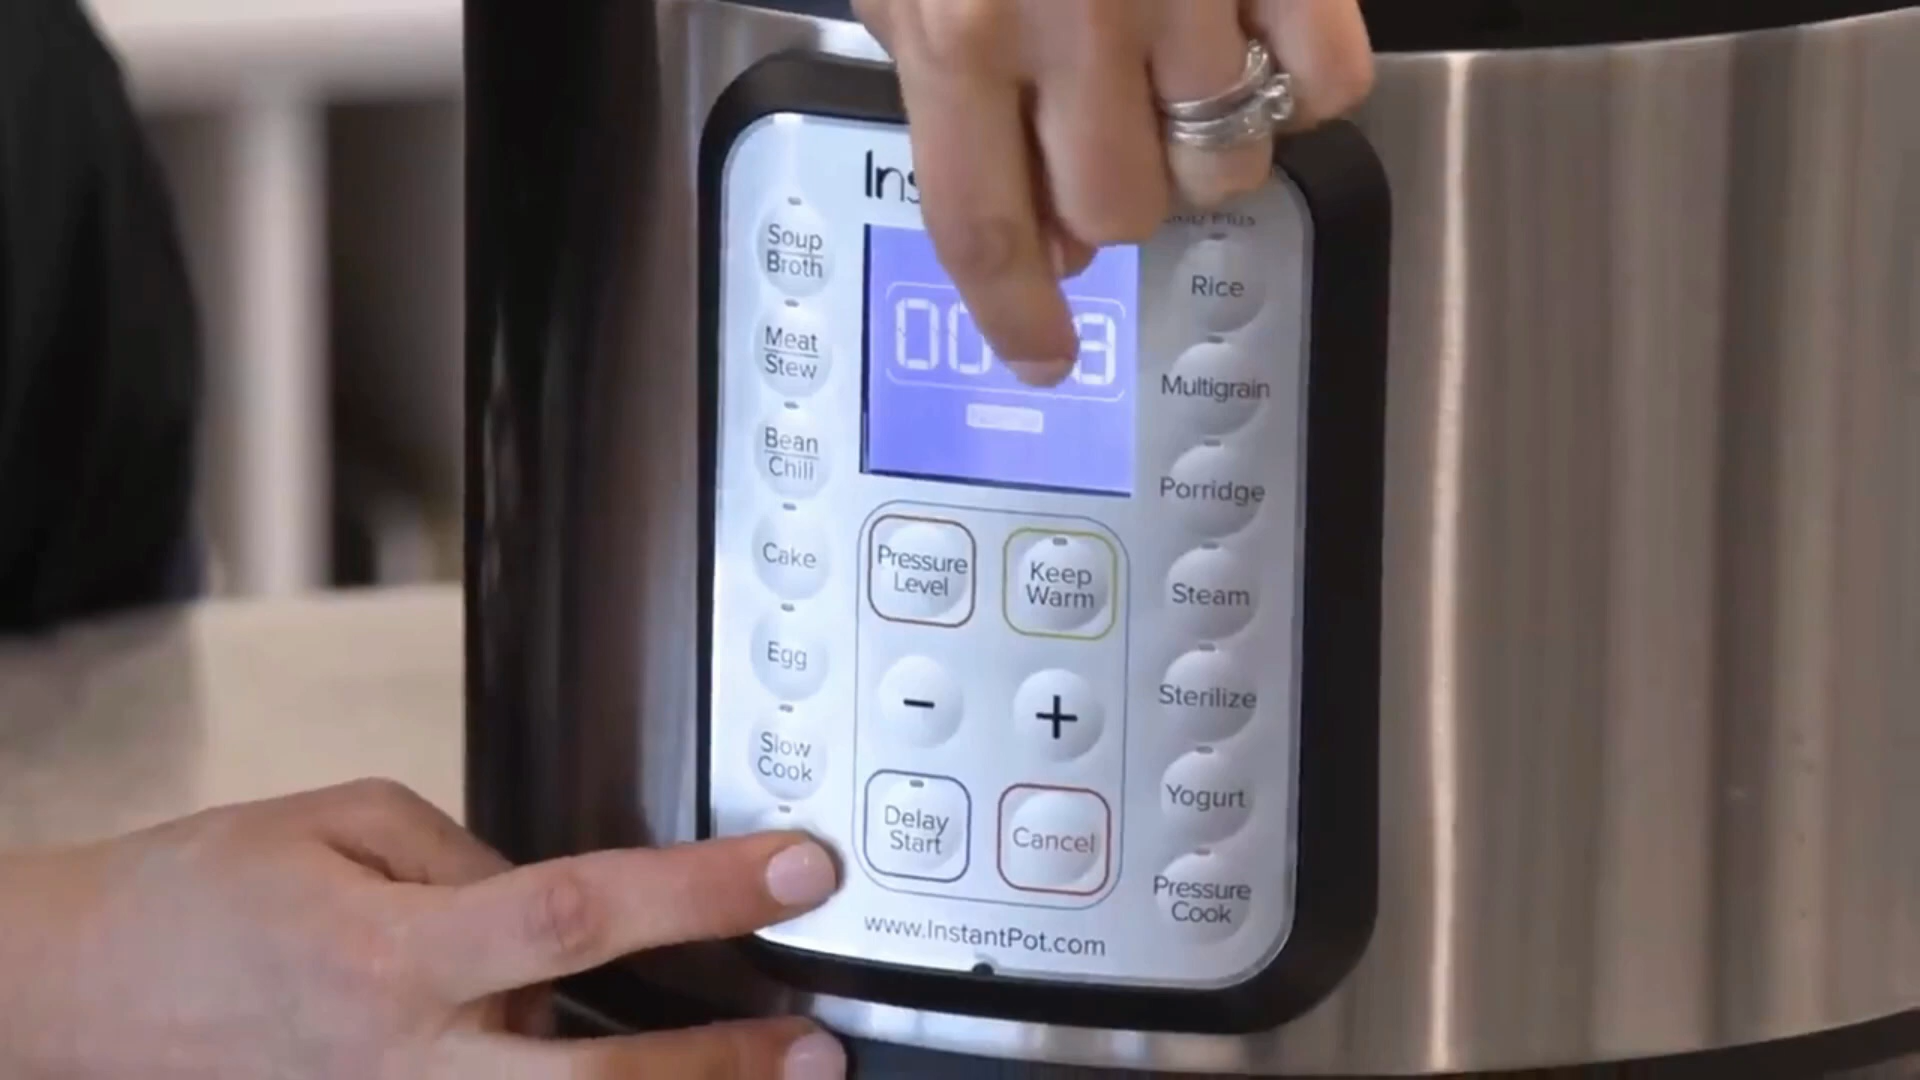 Soup
Broth
Meat
Stew
Bean
Chili
Cake
Egg
Slow
Cook
Pressure
Level
Keep
Warm
-
+
Delay
Start
Cancel
www.InstantPot.com
Plus
Rice
Multigrain
Porridge
Steam
Sterilize
Yogurt
Pressure
Cook